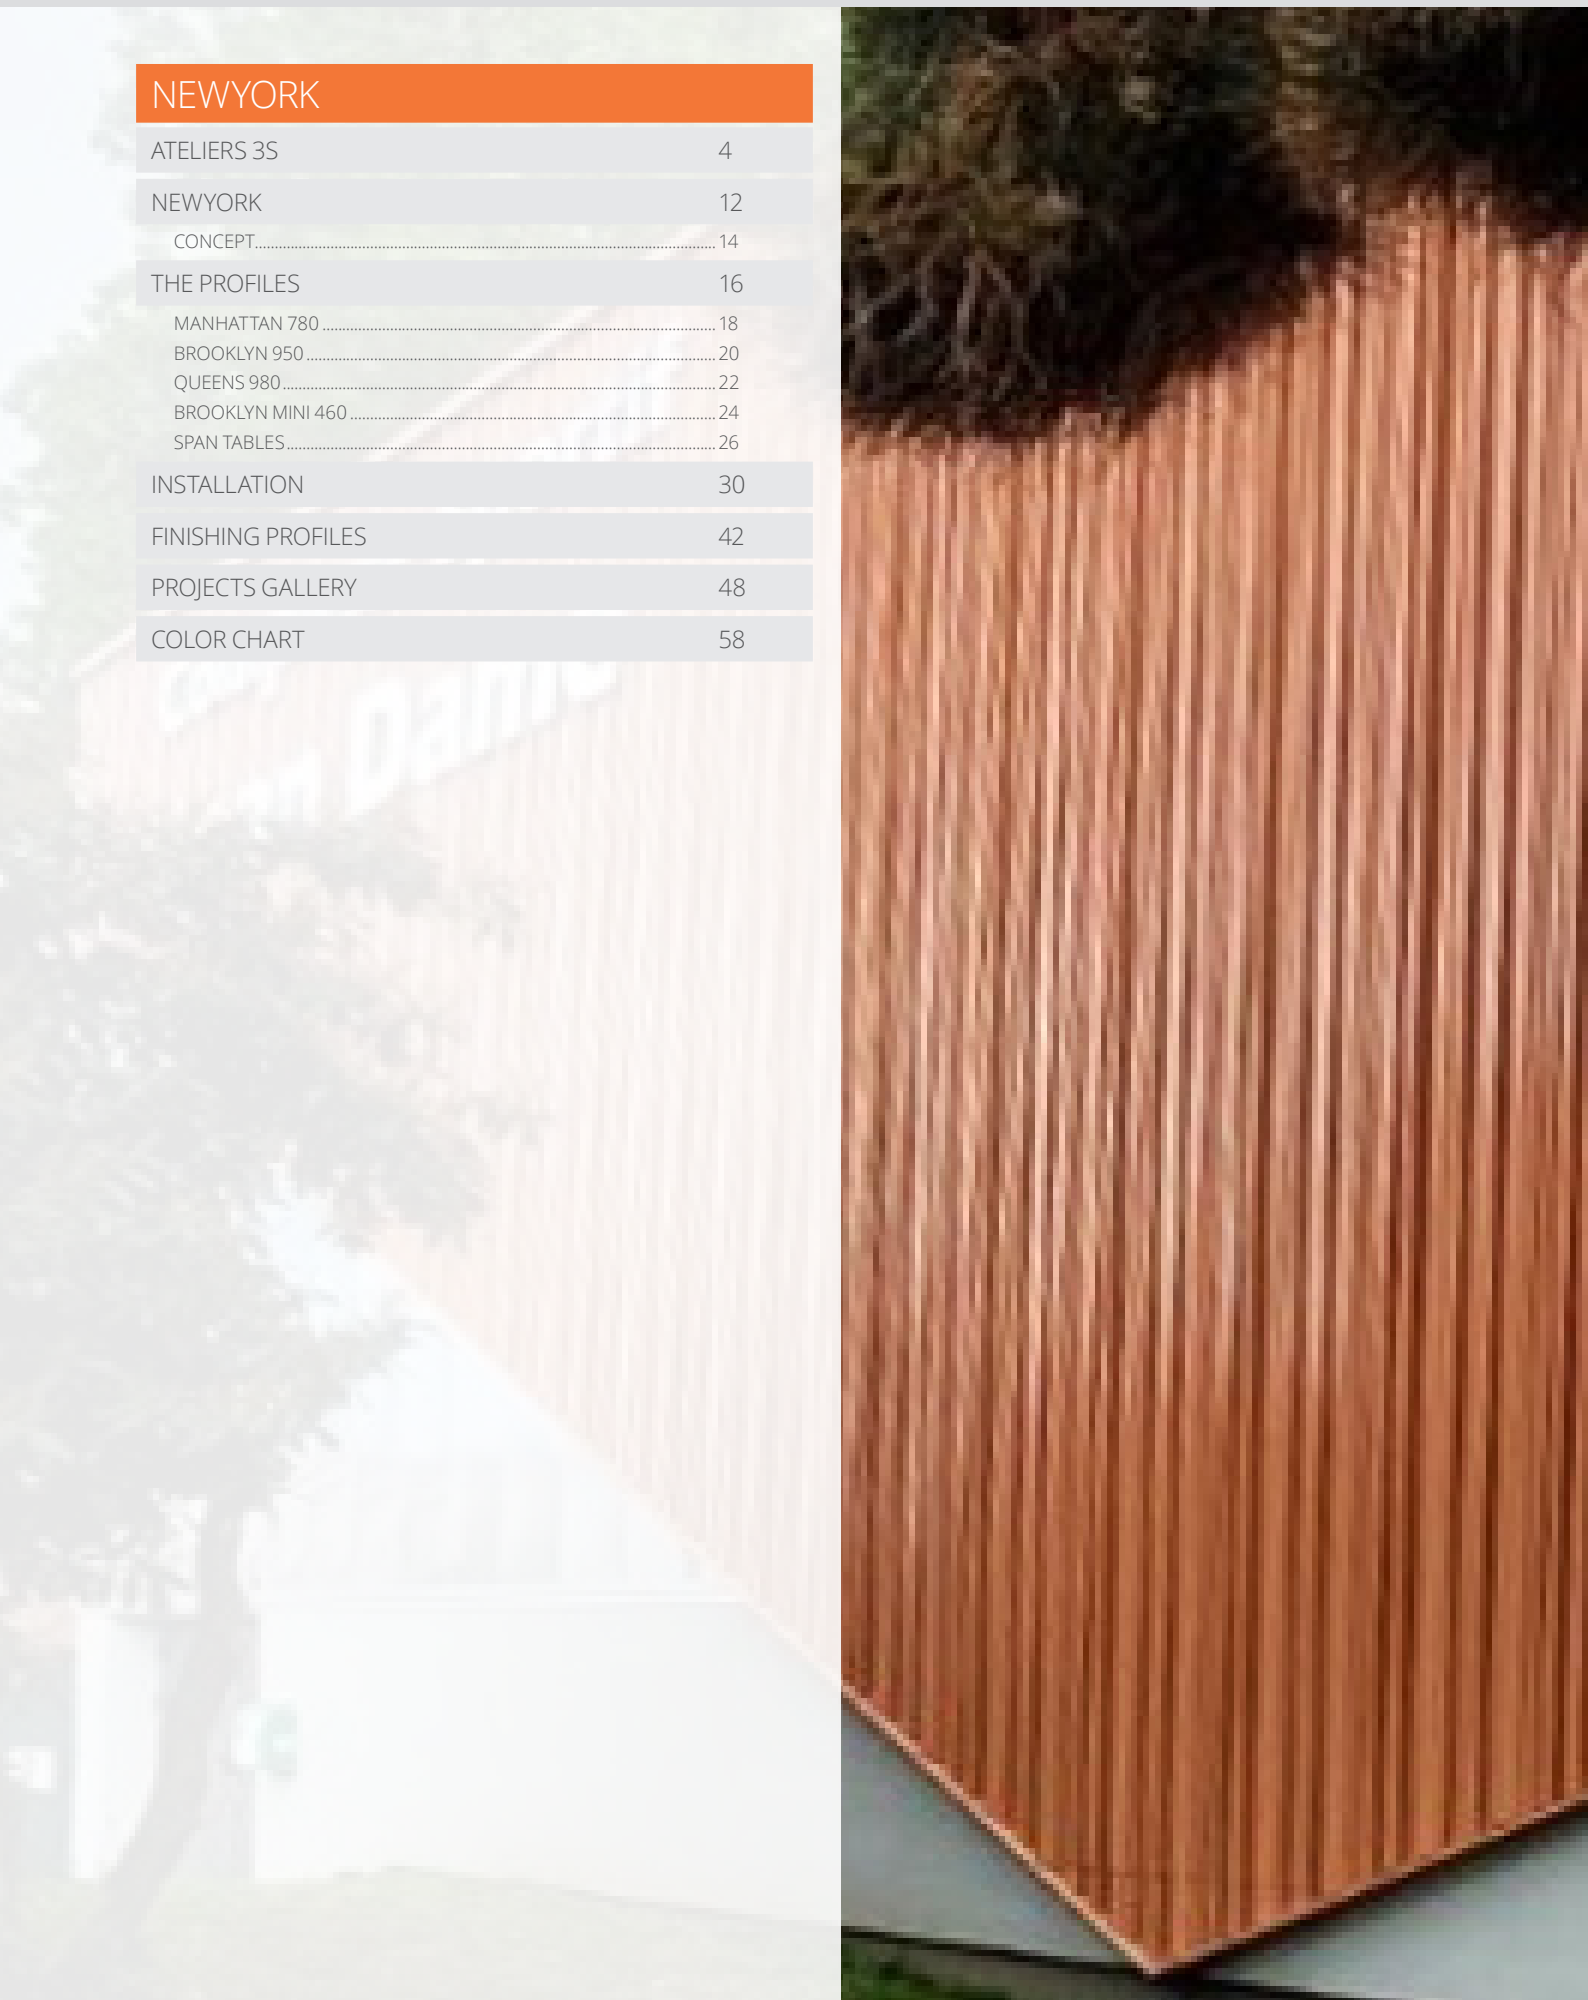 NEWYORK
ATELIERS 3S 4
NEWYORK 12
CONCEPT 14
THE PROFILES 16
MANHATTAN 780 18
BROOKLYN 950 20
QUEENS 980 22
BROOKLYN MINI 460 24
SPAN TABLES 26
INSTALLATION 30
FINISHING PROFILES 42
PROJECTS GALLERY 48
COLOR CHART 58